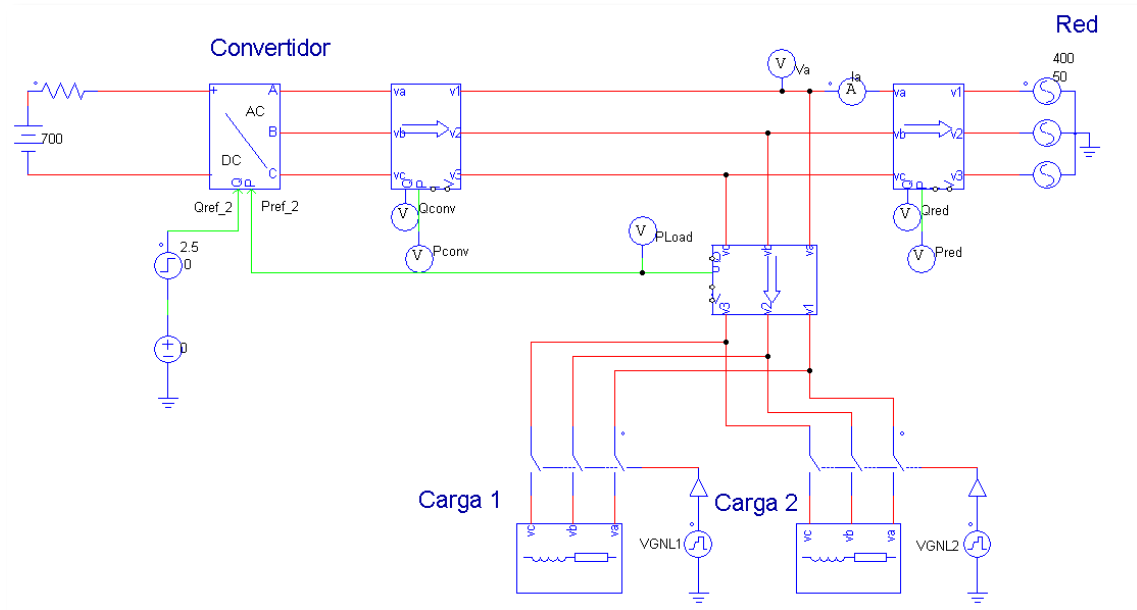 Red
Convertidor
400
50
V
Va
Ia
A
+
A
AC
B
DC
C
Q
P
va
v1
vb
v2
vc
v3
Q
P
V
va
v1
vb
v2
vc
v3
Q
P
V
700
Qref_2
Pref_2
V
Qconv
V
Pconv
V
Qred
V
Pred
V
PLoad
2.5
0
0
vc
vb
va
Q
P
V
v3
v2
v1
Carga 1
Carga 2
VGNL1
VGNL2
vc
vb
va
vc
vb
va